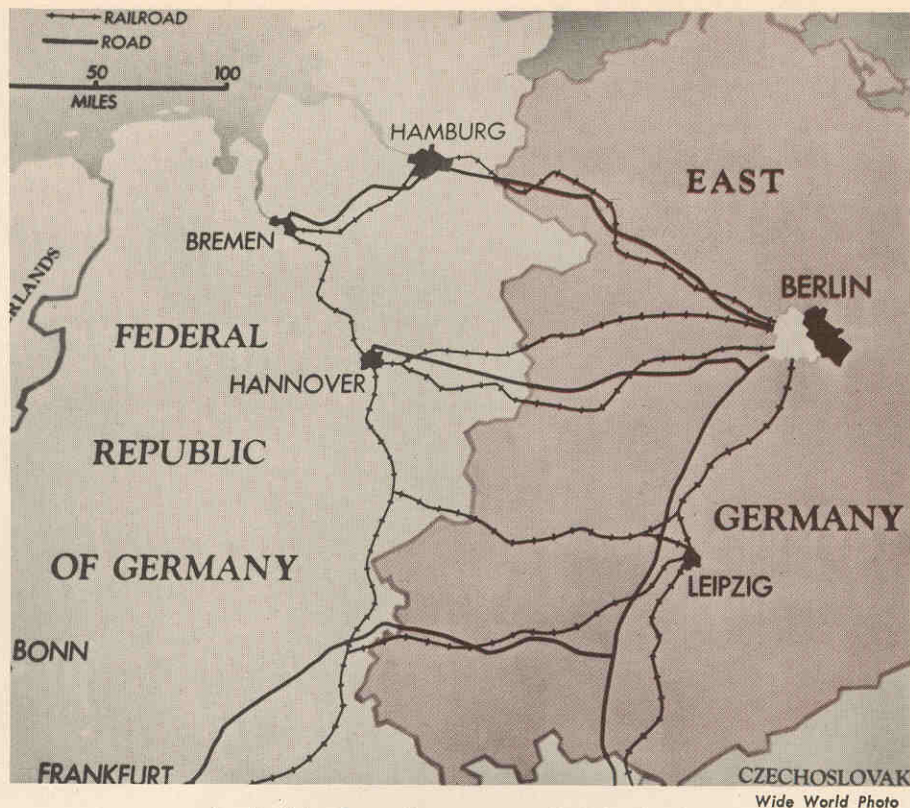 RAILROAD
ROAD
50 100
MILES
HAMBURG
EAST
BREMEN
BERLIN
ERLANDS
FEDERAL
HANNOVER
REPUBLIC
GERMANY
OF GERMANY
LEIPZIG
BONN
FRANKFURT
CZECHOSLOVAK
Wide World Photo